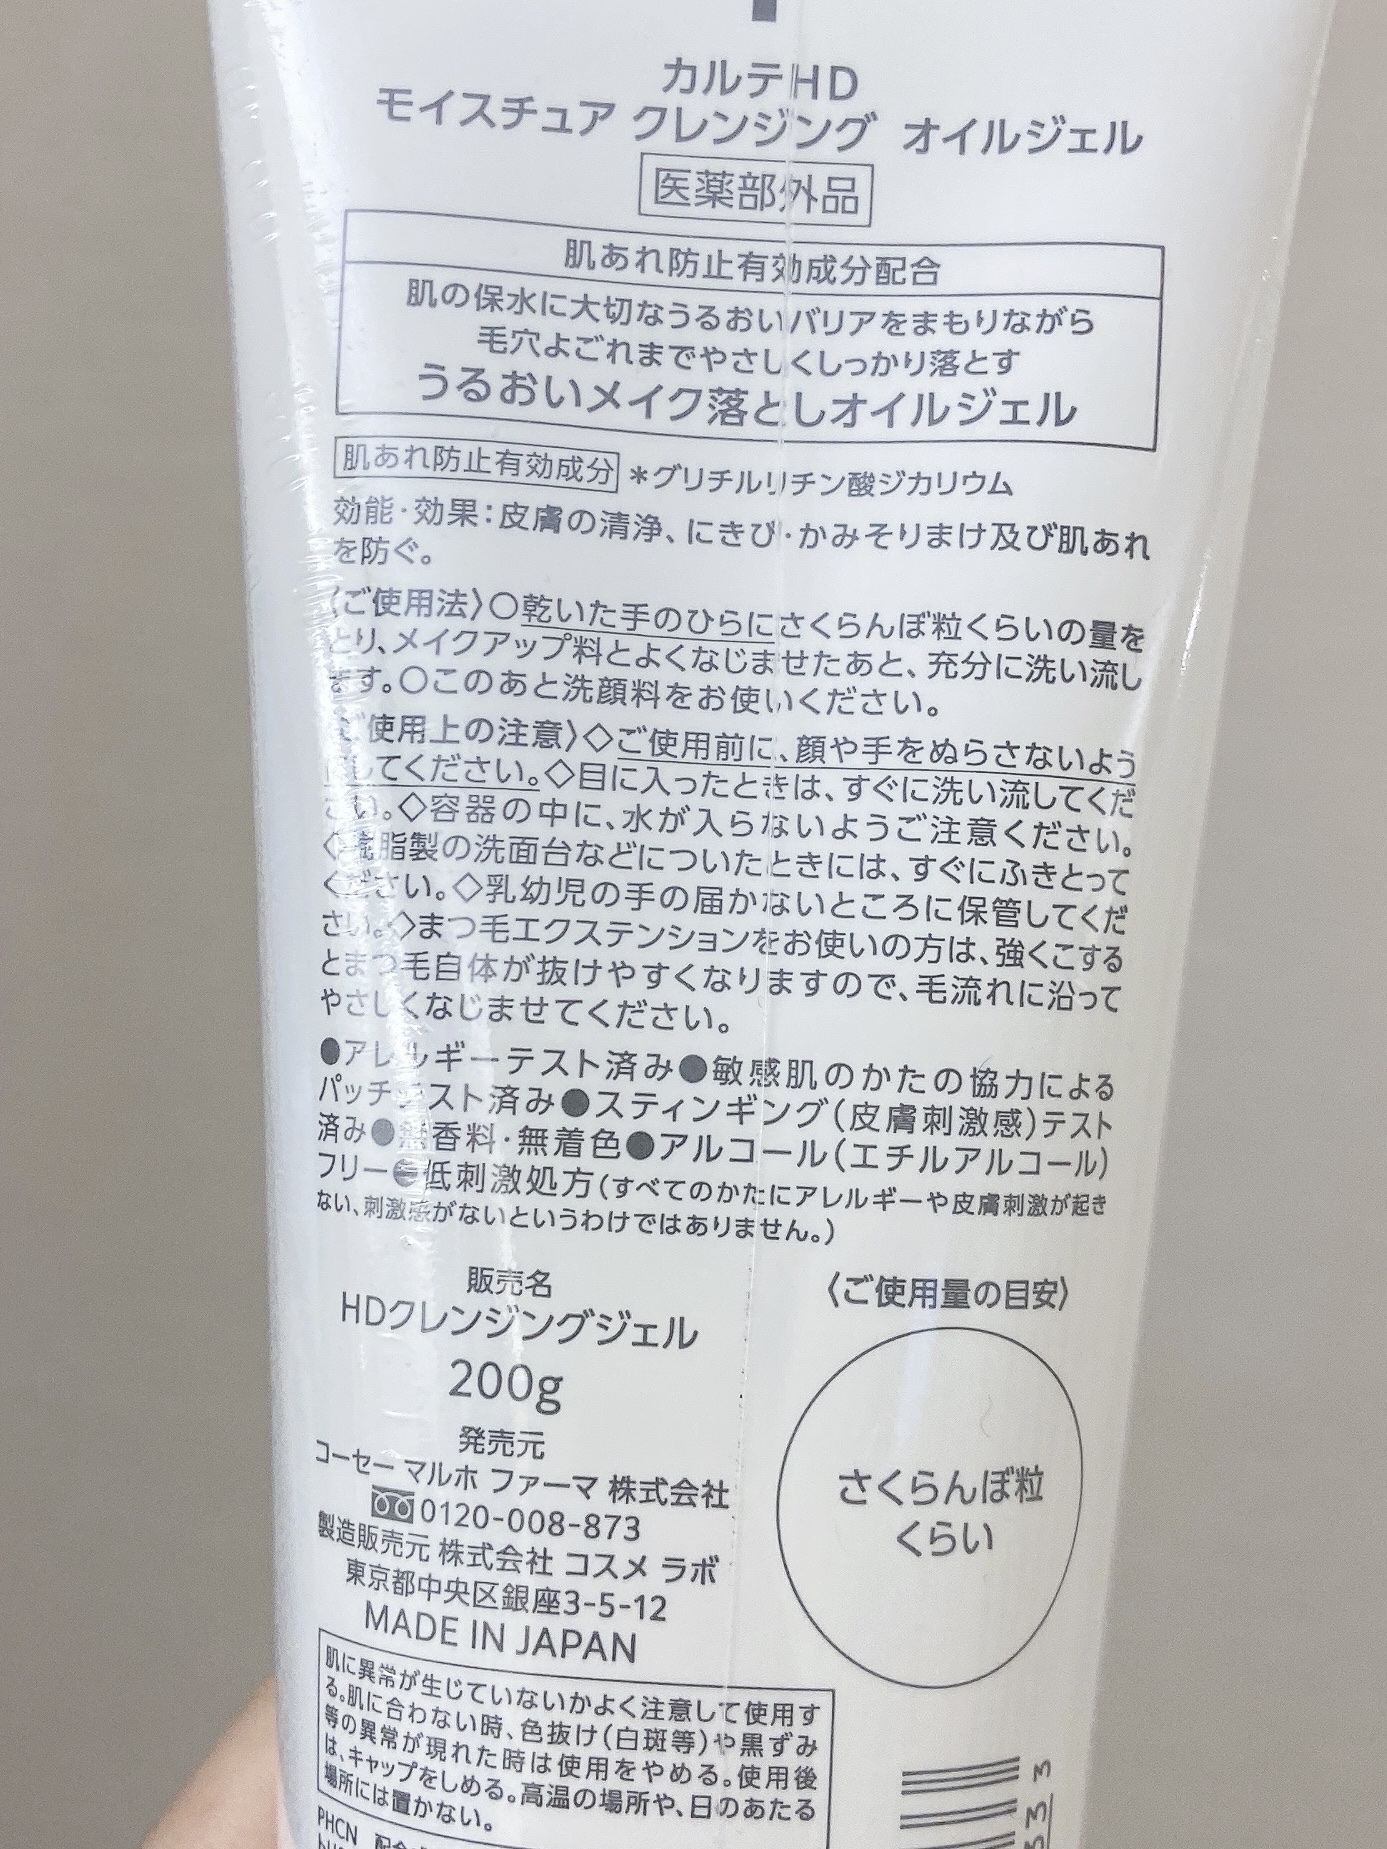 カルテHD
モイスチュア クレンジング オイルジェル
医薬部外品
肌あれ防止有効成分配合
肌の保水に大切なうるおいバリアをまもりながら
毛穴よごれまでやさしくしっかり落とす
うるおいメイク落としオイルジェル
肌あれ防止有効成分 *グリチルリチン酸ジカリウム
効能・効果:皮膚の清浄、にきび・かみそりまけ及び肌あれ
を防ぐ。
〈ご使用法〉○乾いた手のひらにさくらんぼ粒くらいの量を
とり、メイクアップ料とよくなじませたあと、充分に洗い流し
ます。○このあと洗顔料をお使いください。
〈ご使用上の注意〉◇ご使用前に、顔や手をぬらさないよう
にしてください。◇目に入ったときは、すぐに洗い流してくだ
さい。◇容器の中に、水が入らないようご注意ください。
◇樹脂製の洗面台などについたときには、すぐにふきとって
ください。◇乳幼児の手の届かないところに保管してくだ
さい。◇まつ毛エクステンションをお使いの方は、強くこする
とまつ毛自体が抜けやすくなりますので、毛流れに沿って
やさしくなじませてください。
●アレルギーテスト済み●敏感肌のかたの協力による
パッチテスト済み●スティンギング(皮膚刺激感)テスト
済み●無香料・無着色●アルコール(エチルアルコール)
フリー●低刺激処方(すべてのかたにアレルギーや皮膚刺激が起き
ない、刺激感がないというわけではありません。)
販売名
HDクレンジングジェル
200g
発売元
コーセー マルホ ファーマ 株式会社
0120-008-873
製造販売元 株式会社 コスメ ラボ
東京都中央区銀座3-5-12
MADE IN JAPAN
〈ご使用量の目安〉
さくらんぼ粒
くらい
肌に異常が生じていないかよく注意して使用す
る。肌に合わない時、色抜け(白斑等)や黒ずみ
等の異常が現れた時は使用をやめる。使用後
は、キャップをしめる。高温の場所や、日のあたる
場所には置かない。
PHCN